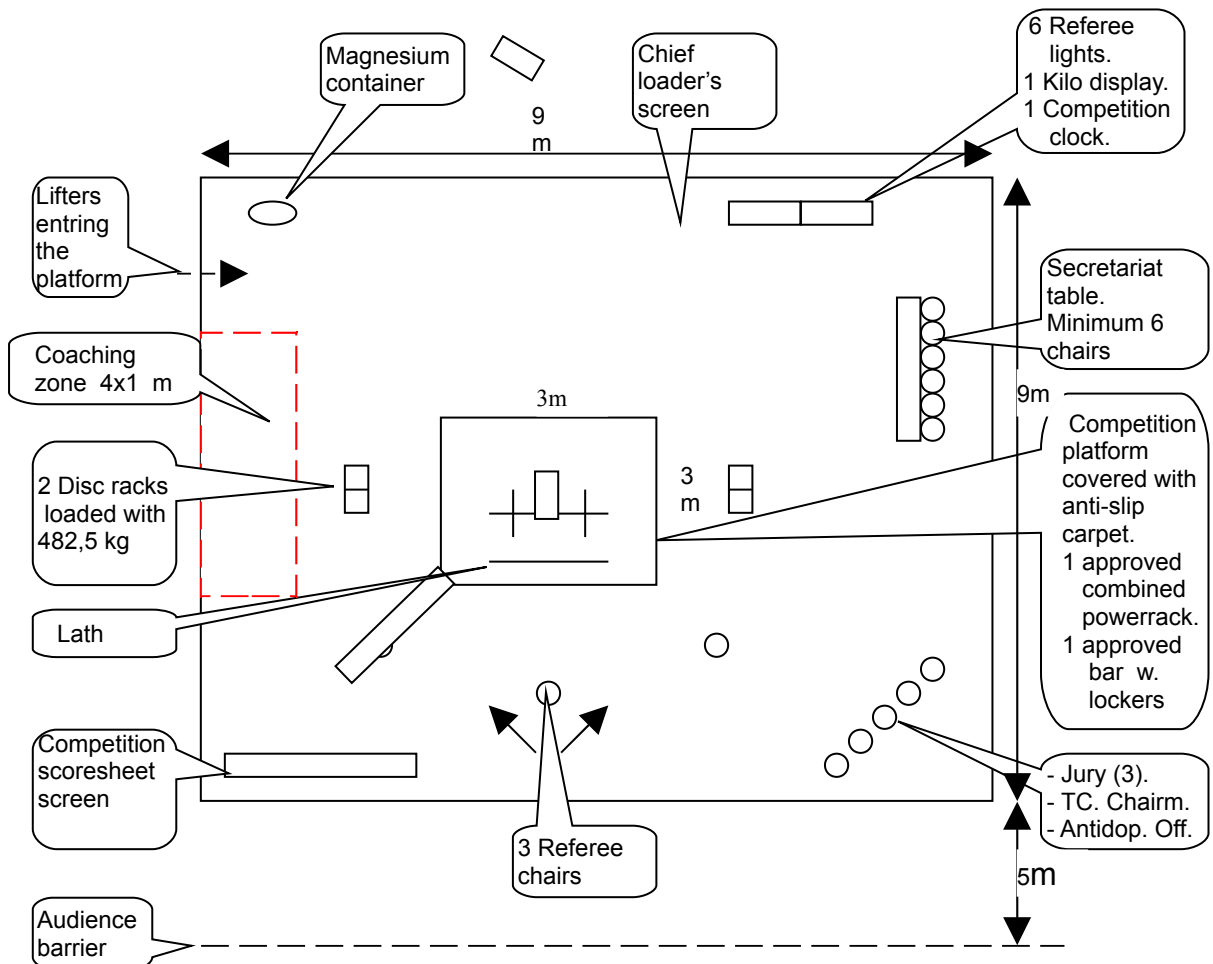 Magnesium
container
9
m
Chief
loader's
screen
6 Referee
lights.
1 Kilo display.
1 Competition
clock.
Lifters
entring
the
platform
Secretariat
table.
Minimum 6
chairs
Coaching
zone 4x1 m
3m
9m
2 Disc racks
loaded with
482,5 kg
3
m
Competition
platform
covered with
anti-slip
carpet.
1 approved
combined
powerrack.
1 approved
bar w.
lockers
Lath
Competition
scoresheet
screen
3 Referee
chairs
- Jury (3).
- TC. Chairm.
- Antidop. Off.
5m
Audience
barrier